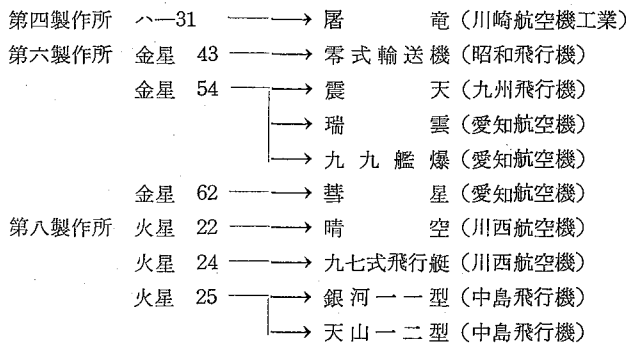 第四製作所 ハ—31 ——→ 屠竜(川崎航空機工業)
第六製作所 金星 43 ——→ 零式輸送機(昭和飛行機)
金星 54 ——→ 震天(九州飛行機)
→ 瑞雲(愛知航空機)
→ 九九艦爆(愛知航空機)
金星 62 ——→ 彗星(愛知航空機)
第八製作所 火星 22 ——→ 晴空(川西航空機)
火星 24 ——→ 九七式飛行艇(川西航空機)
火星 25 ——→ 銀河一一型(中島飛行機)
→ 天山一二型(中島飛行機)